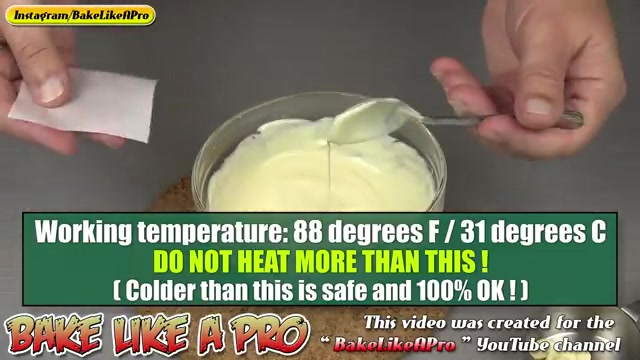 Instagram/BakeLikeAPro
Working temperature: 88 degrees F / 31 degrees C
DO NOT HEAT MORE THAN THIS !
( Colder than this is safe and 100% OK ! )
BAKE LIKE A PRO
This video was created for the
“ BakeLikeAPro ” YouTube channel